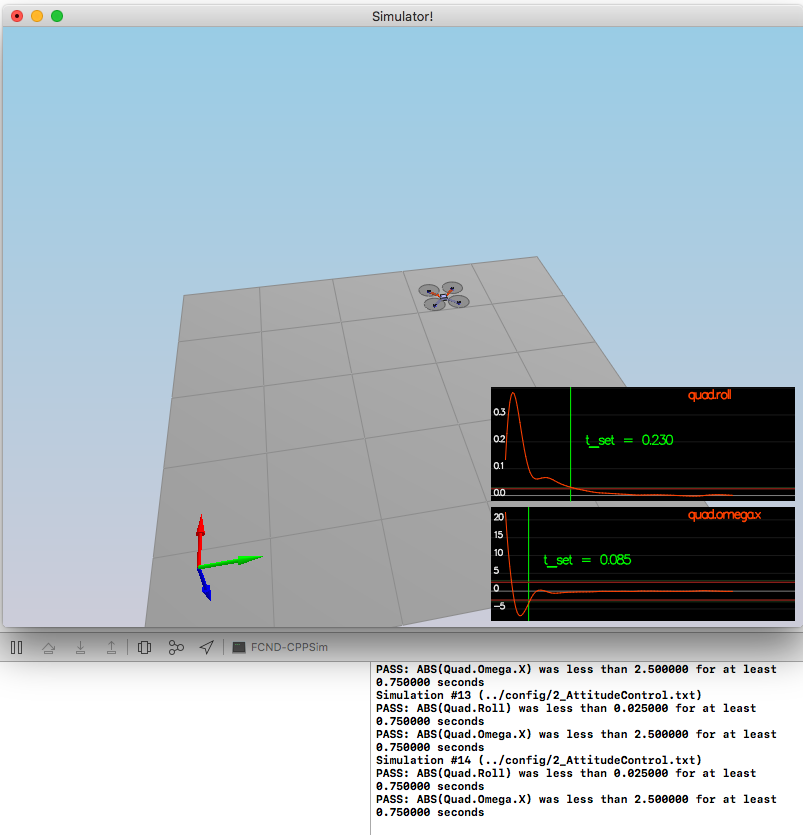 Simulator!
quad.roll
0.3
t_set = 0.230
0.2
0.1
0.0
quad.omega.x
20
15
10
t_set = 0.085
5
0
-5
FCND-CPPSim
PASS: ABS(Quad.Omega.X) was less than 2.500000 for at least
0.750000 seconds
Simulation #13 (../config/2_AttitudeControl.txt)
PASS: ABS(Quad.Roll) was less than 0.025000 for at least
0.750000 seconds
PASS: ABS(Quad.Omega.X) was less than 2.500000 for at least
0.750000 seconds
Simulation #14 (../config/2_AttitudeControl.txt)
PASS: ABS(Quad.Roll) was less than 0.025000 for at least
0.750000 seconds
PASS: ABS(Quad.Omega.X) was less than 2.500000 for at least
0.750000 seconds